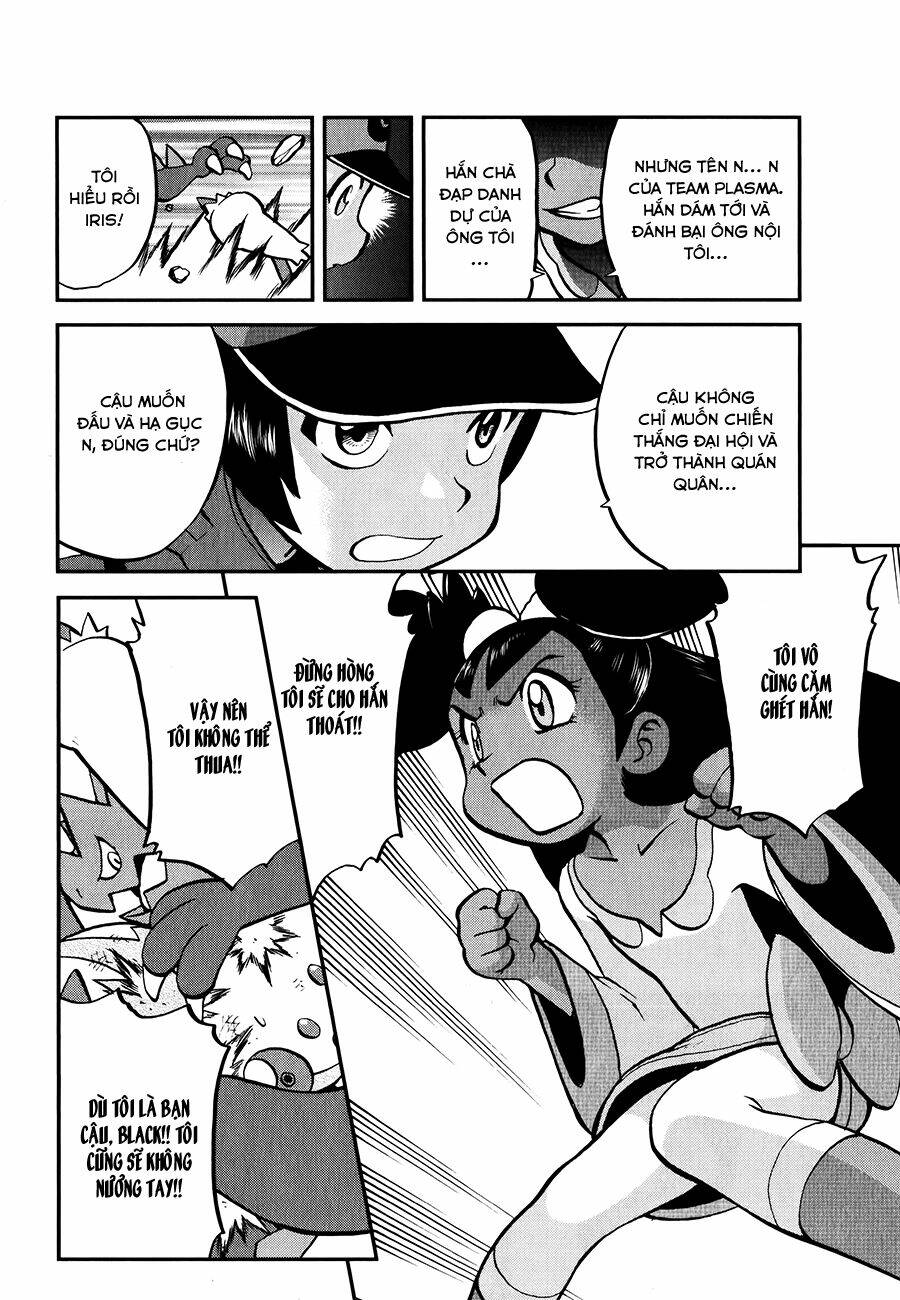 NHƯNG TÊN N... N
CỦA TEAM PLASMA.
HẮN DÁM TỚI VÀ
ĐÁNH BẠI ÔNG NỘI
TÔI...
HẮN CHÀ
ĐẠP DANH
DỰ CỦA
ÔNG TÔI
...
TÔI
HIỂU RỒI
IRIS!
CẬU KHÔNG
CHỈ MUỐN CHIẾN
THẮNG ĐẠI HỘI VÀ
TRỞ THÀNH QUÁN
QUÂN...
CẬU MUỐN
ĐẤU VÀ HẠ GỤC
N, ĐÚNG CHỨ?
TÔI VÔ
CÙNG CĂM
GHÉT HẮN!
ĐỪNG HÒNG
TÔI SẼ CHO HẮN
THOÁT!!
VẬY NÊN
TÔI KHÔNG THỂ
THUA!!
DÙ TÔI LÀ BẠN
CẬU, BLACK!! TÔI
CŨNG SẼ KHÔNG
NƯƠNG TAY!!